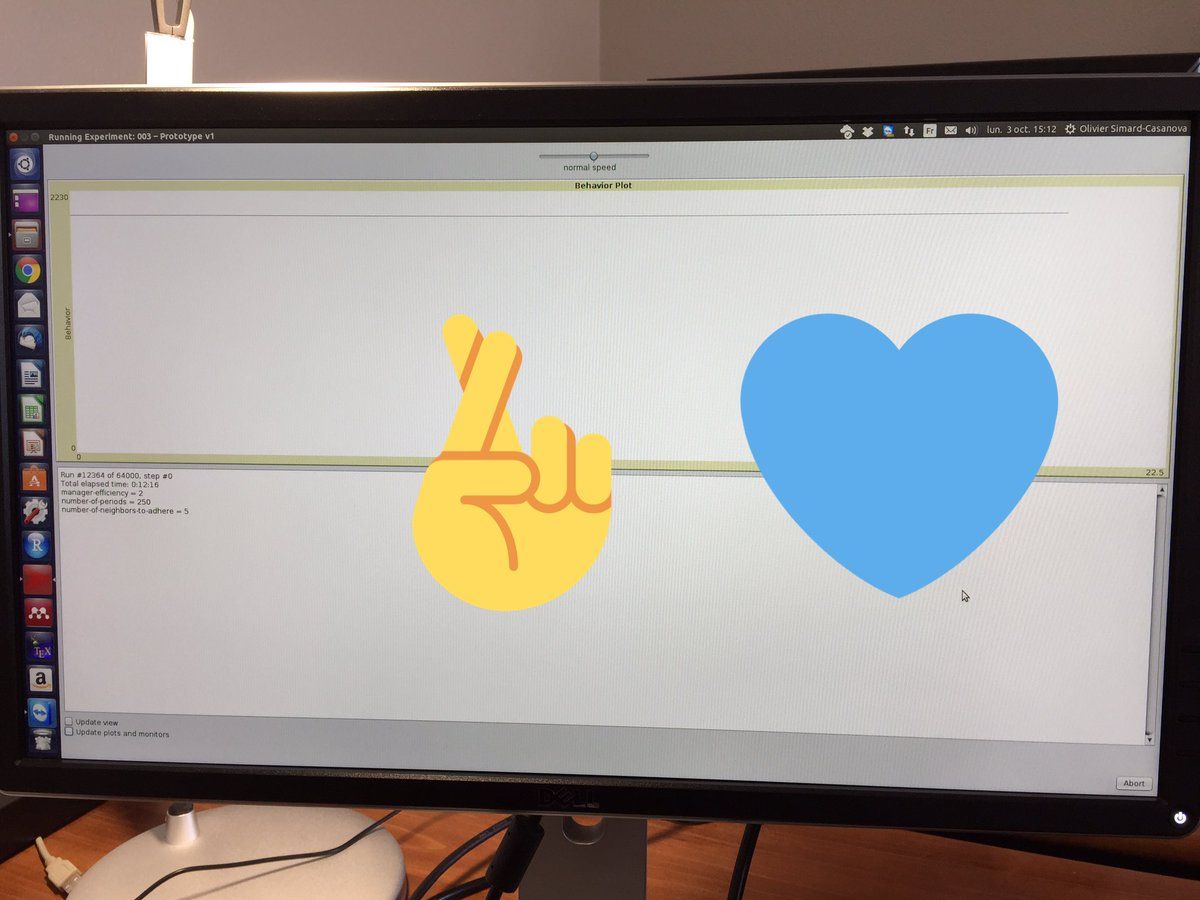 Running Experiment: 003 – Prototype v1
Fr
lun. 3 oct. 15:12
Olivier Simard-Casanova
normal speed
Behavior Plot
2230
Behavior
0
0
22.5
Run #12364 of 64000, step #0
Total elapsed time: 0:12:16
manager-efficiency = 2
number-of-periods = 250
number-of-neighbors-to-adhere = 5
R
TEX
a
Update view
Update plots and monitors
Abort
DELL